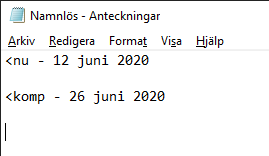 Namnlös - Anteckningar
Arkiv Redigera Format Visa Hjälp
<nu - 12 juni 2020
<komp - 26 juni 2020